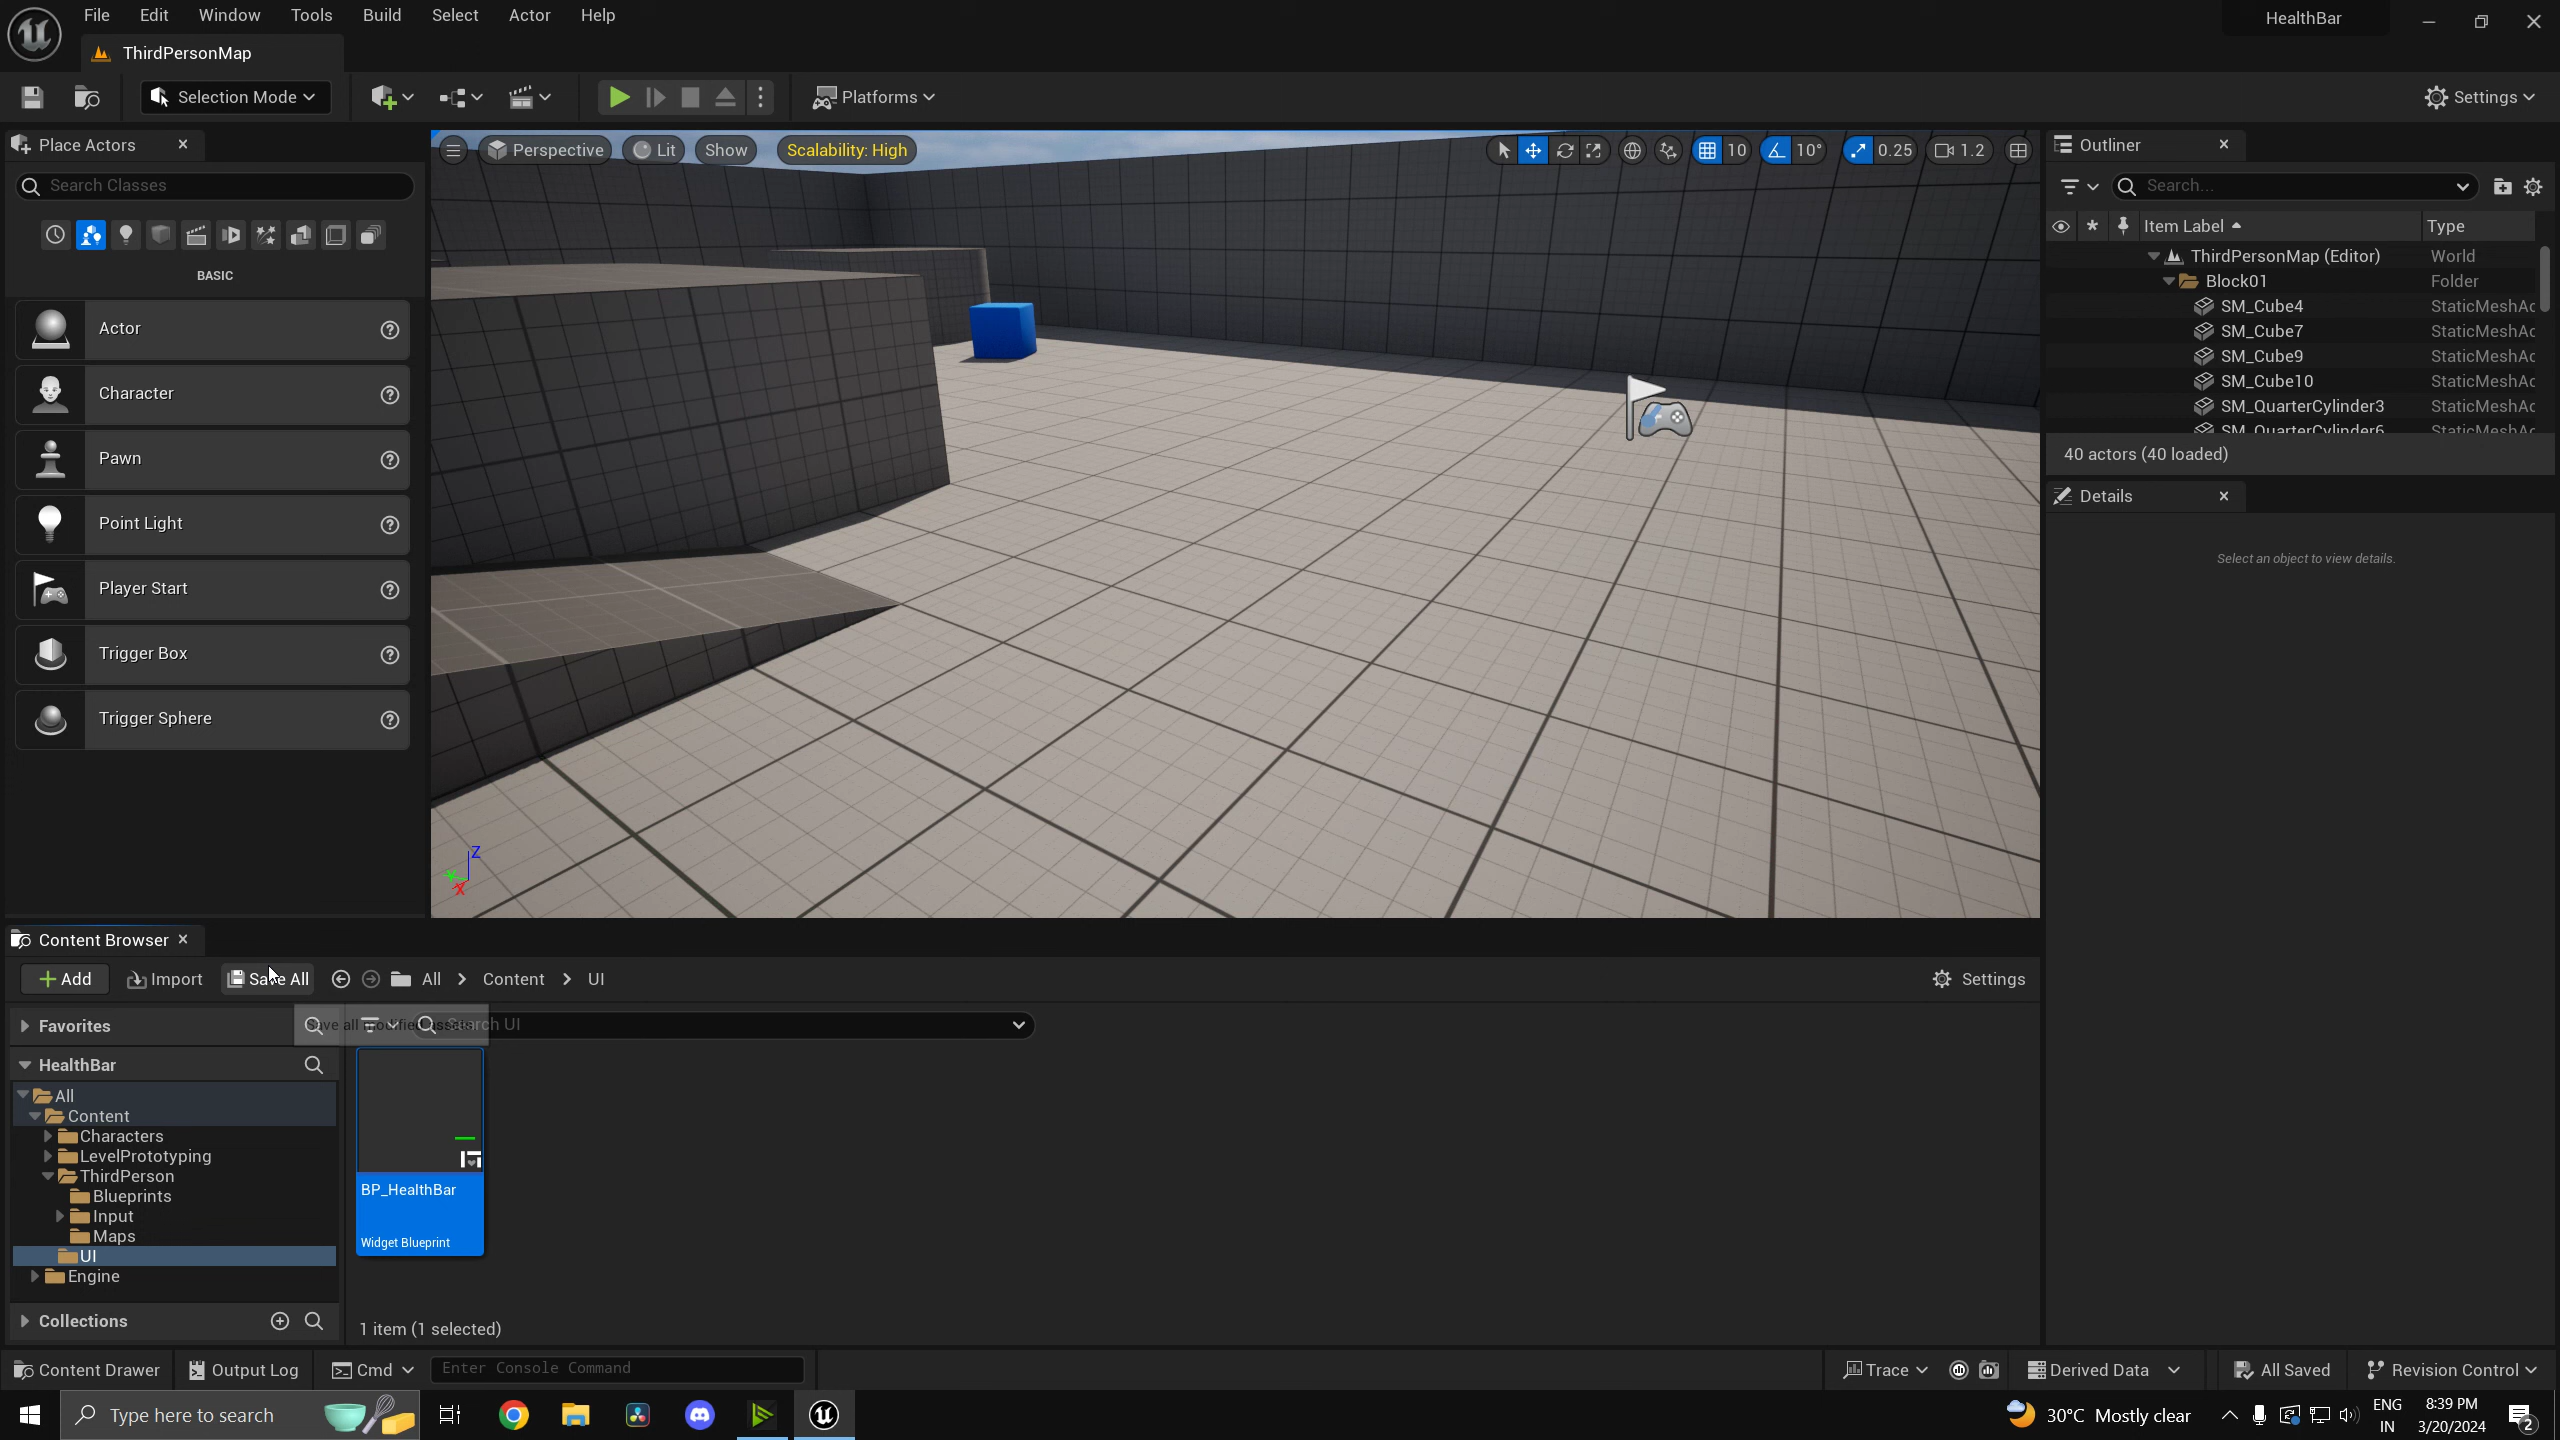 File Edit Window Tools Build Select Actor Help
HealthBar
ThirdPersonMap
Selection Mode
Platforms
Settings
Place Actors
Search Classes
BASIC
Actor
Character
Pawn
Point Light
Player Start
Trigger Box
Trigger Sphere
Perspective Lit Show Scalability: High
10 10° 0.25 1.2
Z
X
Outliner
Search...
Item Label Type
ThirdPersonMap (Editor) World
Block01 Folder
SM_Cube4 StaticMeshAc
SM_Cube7 StaticMeshAc
SM_Cube9 StaticMeshAc
SM_Cube10 StaticMeshAc
SM_QuarterCylinder3 StaticMeshAc
SM_QuarterCylinder6 StaticMeshAc
40 actors (40 loaded)
Details
Select an object to view details.
Content Browser
Add Import Save All All Content UI Settings
Favorites
Save all modified assets
Search UI
HealthBar
All
Content
Characters
LevelPrototyping
ThirdPerson
Blueprints
Input
Maps
UI
Engine
Collections
BP_HealthBar
Widget Blueprint
1 item (1 selected)
Content Drawer Output Log Cmd Enter Console Command Trace Derived Data All Saved Revision Control
Type here to search
30°C Mostly clear
ENG
IN
8:39 PM
3/20/2024
2